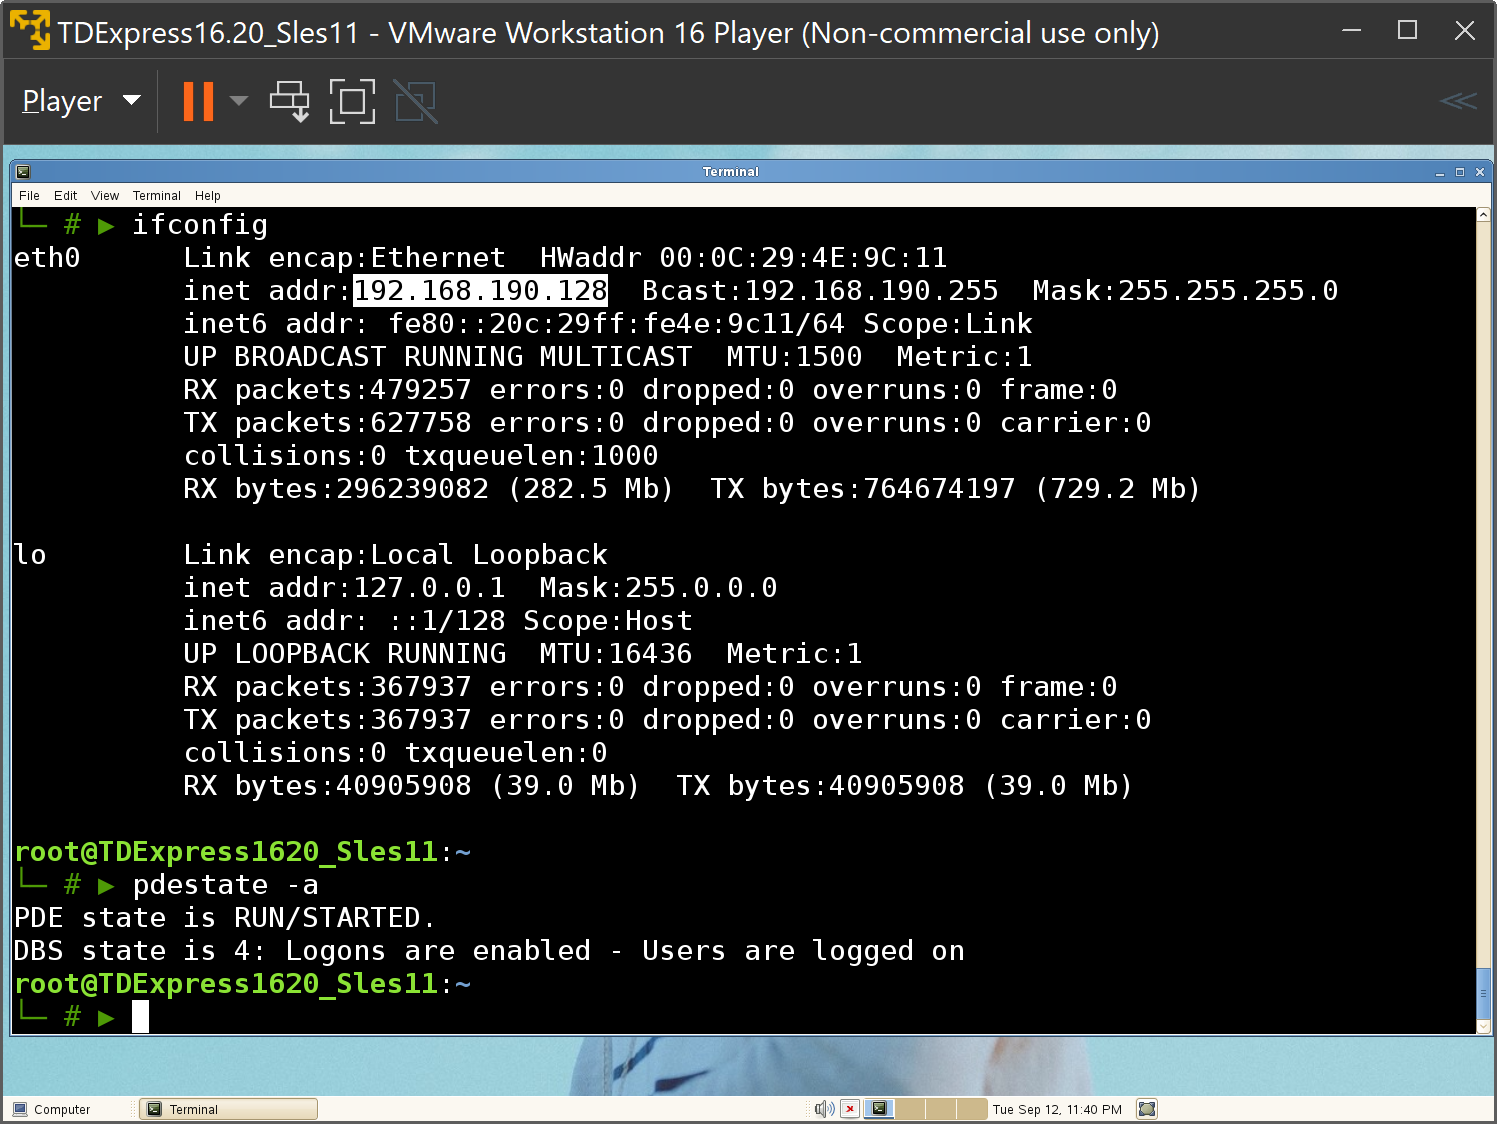 TDExpress16.20_Sles11 - VMware Workstation 16 Player (Non-commercial use only)
Player
Terminal
File Edit View Terminal Help
└─ # ▶ ifconfig
eth0      Link encap:Ethernet  HWaddr 00:0C:29:4E:9C:11
          inet addr:192.168.190.128  Bcast:192.168.190.255  Mask:255.255.255.0
          inet6 addr: fe80::20c:29ff:fe4e:9c11/64 Scope:Link
          UP BROADCAST RUNNING MULTICAST  MTU:1500  Metric:1
          RX packets:479257 errors:0 dropped:0 overruns:0 frame:0
          TX packets:627758 errors:0 dropped:0 overruns:0 carrier:0
          collisions:0 txqueuelen:1000
          RX bytes:296239082 (282.5 Mb)  TX bytes:764674197 (729.2 Mb)
lo        Link encap:Local Loopback
          inet addr:127.0.0.1  Mask:255.0.0.0
          inet6 addr: ::1/128 Scope:Host
          UP LOOPBACK RUNNING  MTU:16436  Metric:1
          RX packets:367937 errors:0 dropped:0 overruns:0 frame:0
          TX packets:367937 errors:0 dropped:0 overruns:0 carrier:0
          collisions:0 txqueuelen:0
          RX bytes:40905908 (39.0 Mb)  TX bytes:40905908 (39.0 Mb)
root@TDExpress1620_Sles11:~
└─ # ▶ pdestate -a
PDE state is RUN/STARTED.
DBS state is 4: Logons are enabled - Users are logged on
root@TDExpress1620_Sles11:~
└─ # ▶
Computer Terminal Tue Sep 12, 11:40 PM